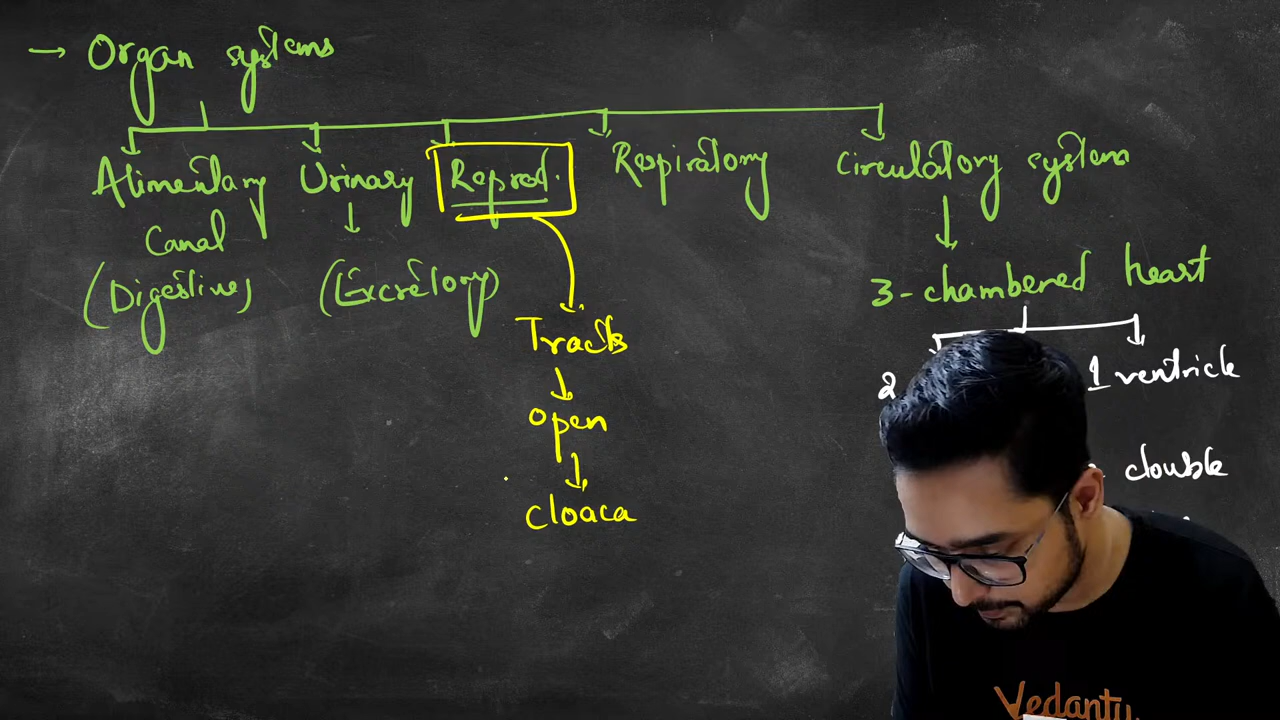 → Organ systems
Alimentary Urinary Reprod. Respiratory Circulatory system
Canal
(Digestive) (Excretory)
3-chambered heart
Tracts
2 1 ventricle
Open
double
cloaca
Vedantu